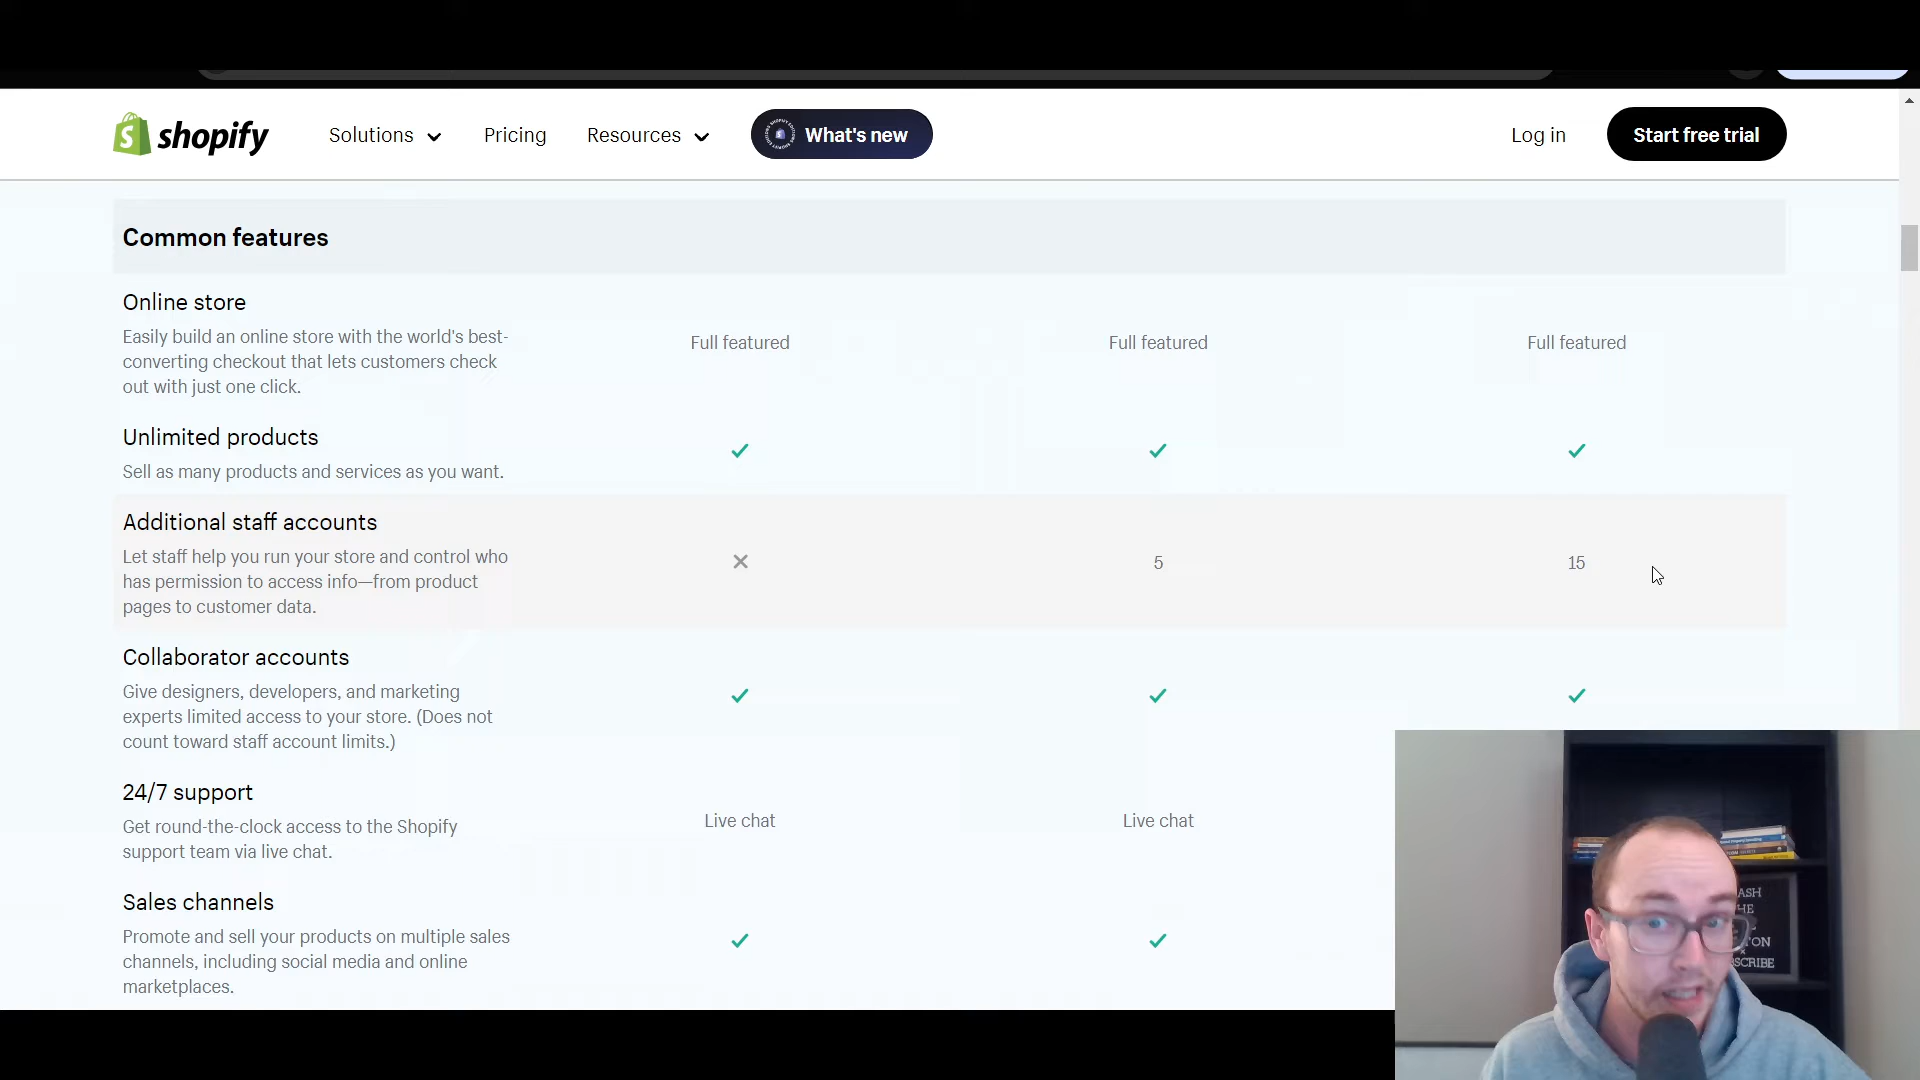 shopify Solutions Pricing Resources What's new Log in Start free trial
Common features
Online store
Easily build an online store with the world's best-
converting checkout that lets customers check
out with just one click.
Full featured Full featured Full featured
Unlimited products
Sell as many products and services as you want.
Additional staff accounts
Let staff help you run your store and control who
has permission to access info—from product
pages to customer data.
5 15
Collaborator accounts
Give designers, developers, and marketing
experts limited access to your store. (Does not
count toward staff account limits.)
24/7 support
Get round-the-clock access to the Shopify
support team via live chat.
Live chat Live chat
Sales channels
Promote and sell your products on multiple sales
channels, including social media and online
marketplaces.